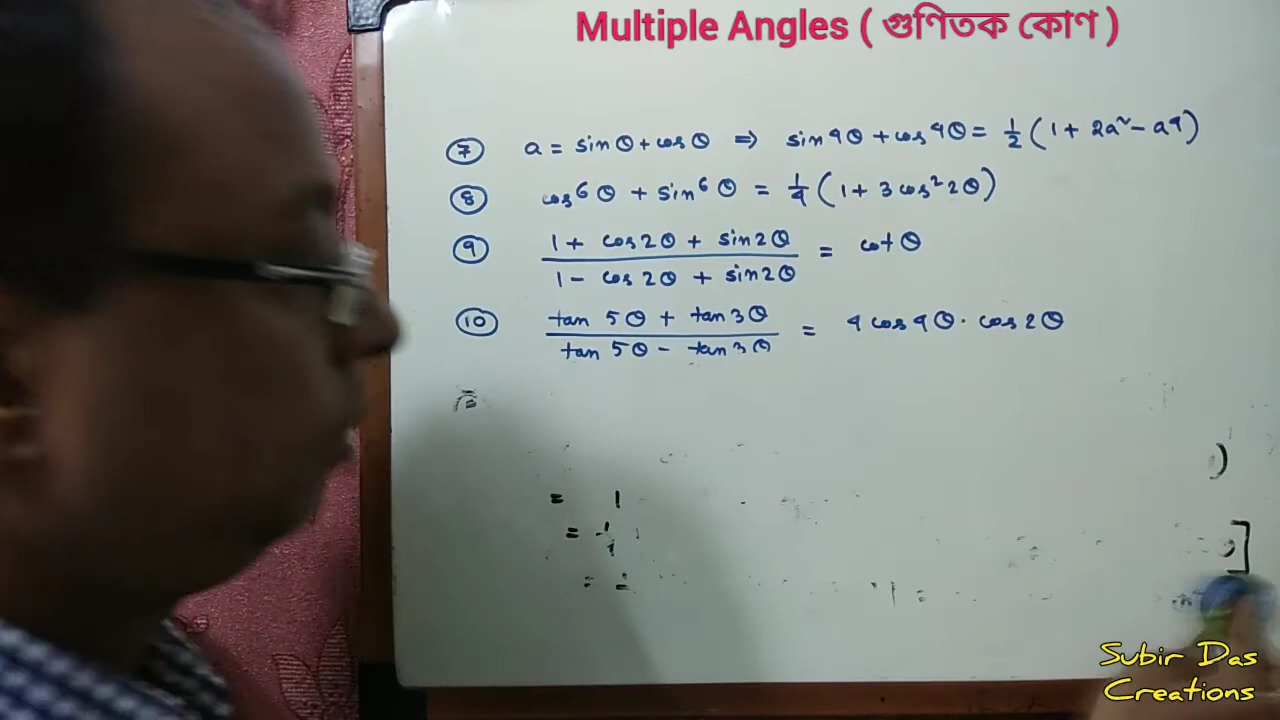 Multiple Angles ( গুণিতক কোণ )
7 a = sin θ + cos θ ⇒ sin⁴θ + cos⁴θ = 1/2 (1 + 2a² − a⁴)
8 cos⁶ θ + sin⁶ θ = 1/4 (1 + 3 cos² 2θ)
9 (1 + cos 2θ + sin 2θ) / (1 − cos 2θ + sin 2θ) = cot θ
10 (tan 5θ + tan 3θ) / (tan 5θ − tan 3θ) = 4 cos 4θ · cos 2θ
Subir Das
Creations